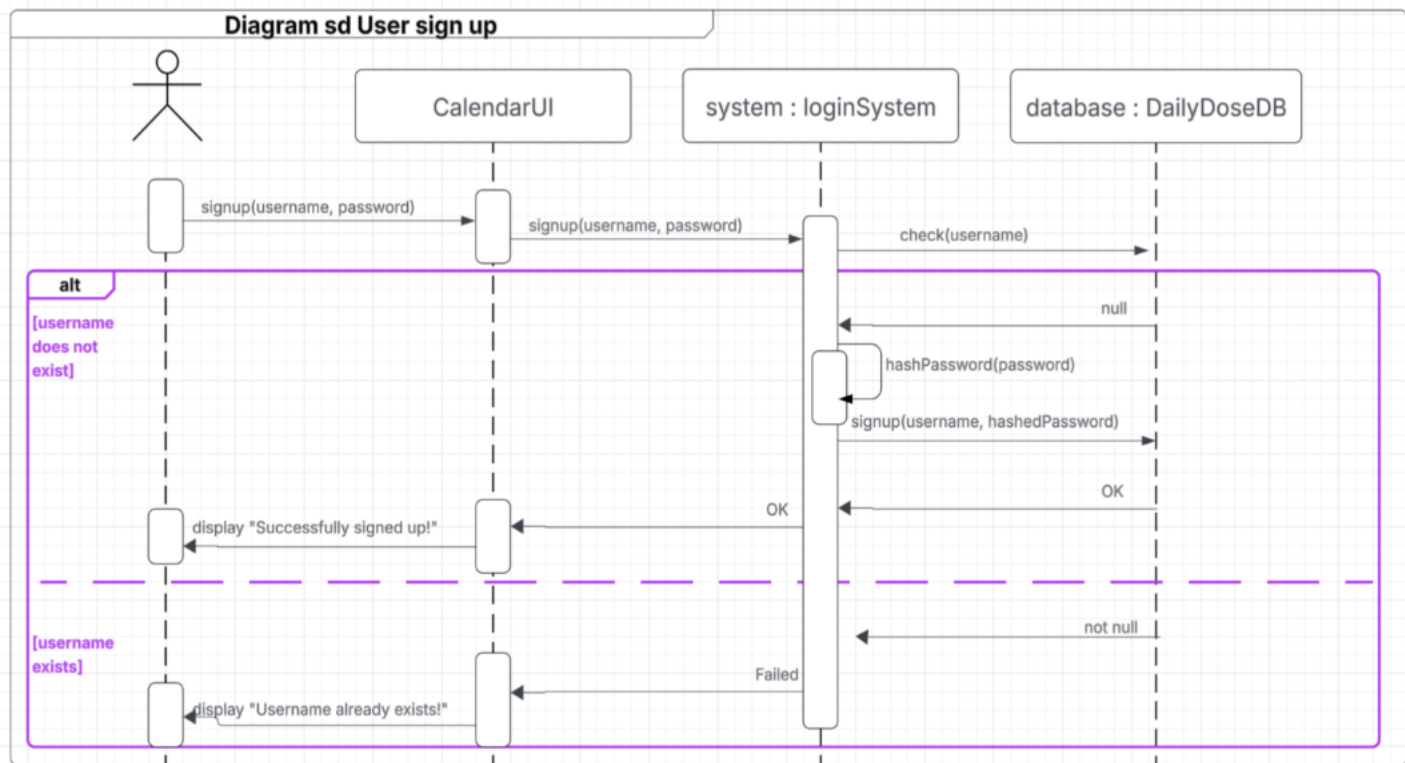 Diagram sd User sign up
CalendarUI
system : loginSystem
database : DailyDoseDB
signup(username, password)
signup(username, password)
check(username)
alt
[username
does not
exist]
null
hashPassword(password)
signup(username, hashedPassword)
OK
OK
display "Successfully signed up!"
[username
exists]
not null
Failed
display "Username already exists!"